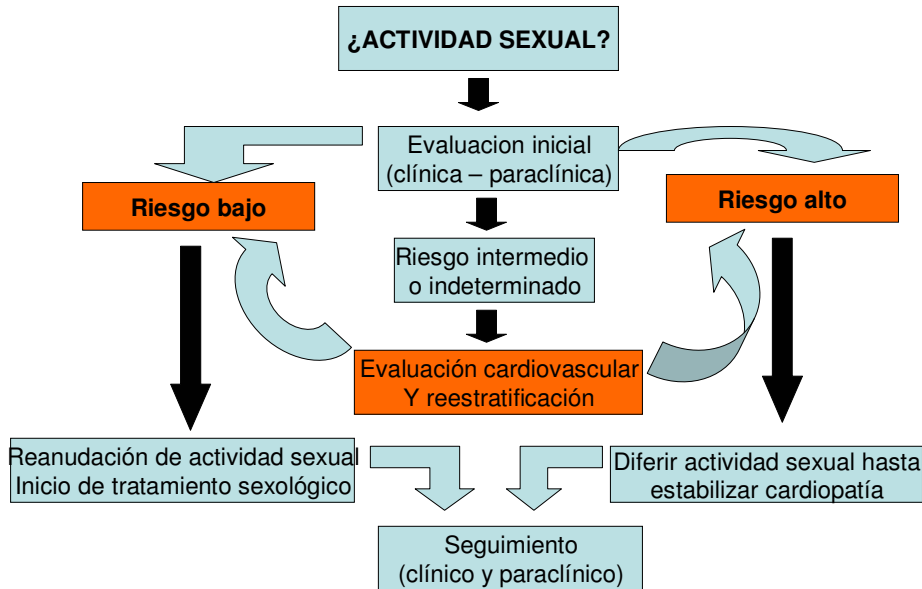 ¿ACTIVIDAD SEXUAL?
Evaluacion inicial
(clínica – paraclínica)
Riesgo bajo
Riesgo alto
Riesgo intermedio
o indeterminado
Evaluación cardiovascular
Y reestratificación
Reanudación de actividad sexual
Inicio de tratamiento sexológico
Diferir actividad sexual hasta
estabilizar cardiopatía
Seguimiento
(clínico y paraclínico)